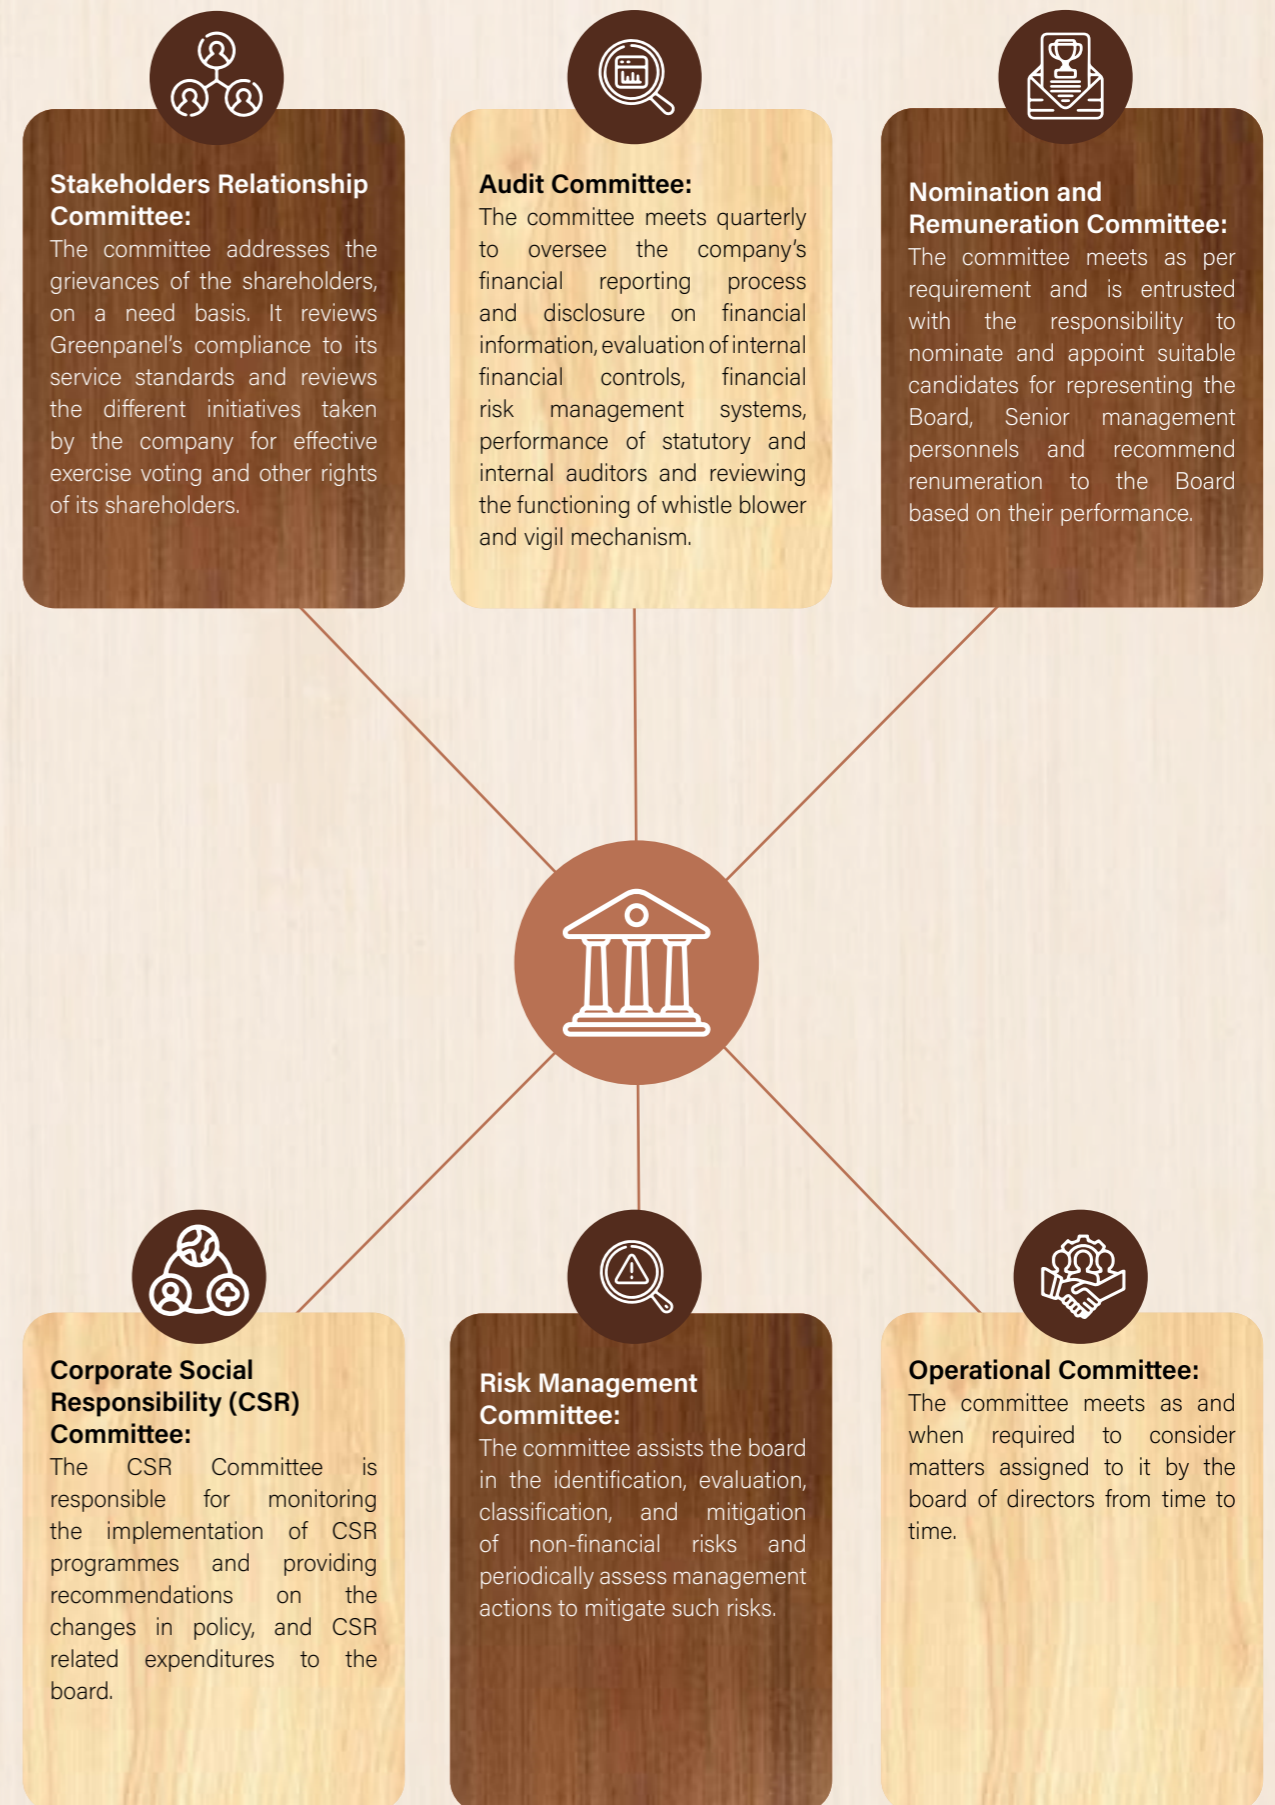 Stakeholders Relationship
Committee:
The committee addresses the
grievances of the shareholders,
on a need basis. It reviews
Greenpanel’s compliance to its
service standards and reviews
the different initiatives taken
by the company for effective
exercise voting and other rights
of its shareholders.
Audit Committee:
The committee meets quarterly
to oversee the company’s
financial reporting process
and disclosure on financial
information, evaluation of internal
financial controls, financial
risk management systems,
performance of statutory and
internal auditors and reviewing
the functioning of whistle blower
and vigil mechanism.
Nomination and
Remuneration Committee:
The committee meets as per
requirement and is entrusted
with the responsibility to
nominate and appoint suitable
candidates for representing the
Board, Senior management
personnels and recommend
renumeration to the Board
based on their performance.
Corporate Social
Responsibility (CSR)
Committee:
The CSR Committee is
responsible for monitoring
the implementation of CSR
programmes and providing
recommendations on the
changes in policy, and CSR
related expenditures to the
board.
Risk Management
Committee:
The committee assists the board
in the identification, evaluation,
classification, and mitigation
of non-financial risks and
periodically assess management
actions to mitigate such risks.
Operational Committee:
The committee meets as and
when required to consider
matters assigned to it by the
board of directors from time to
time.